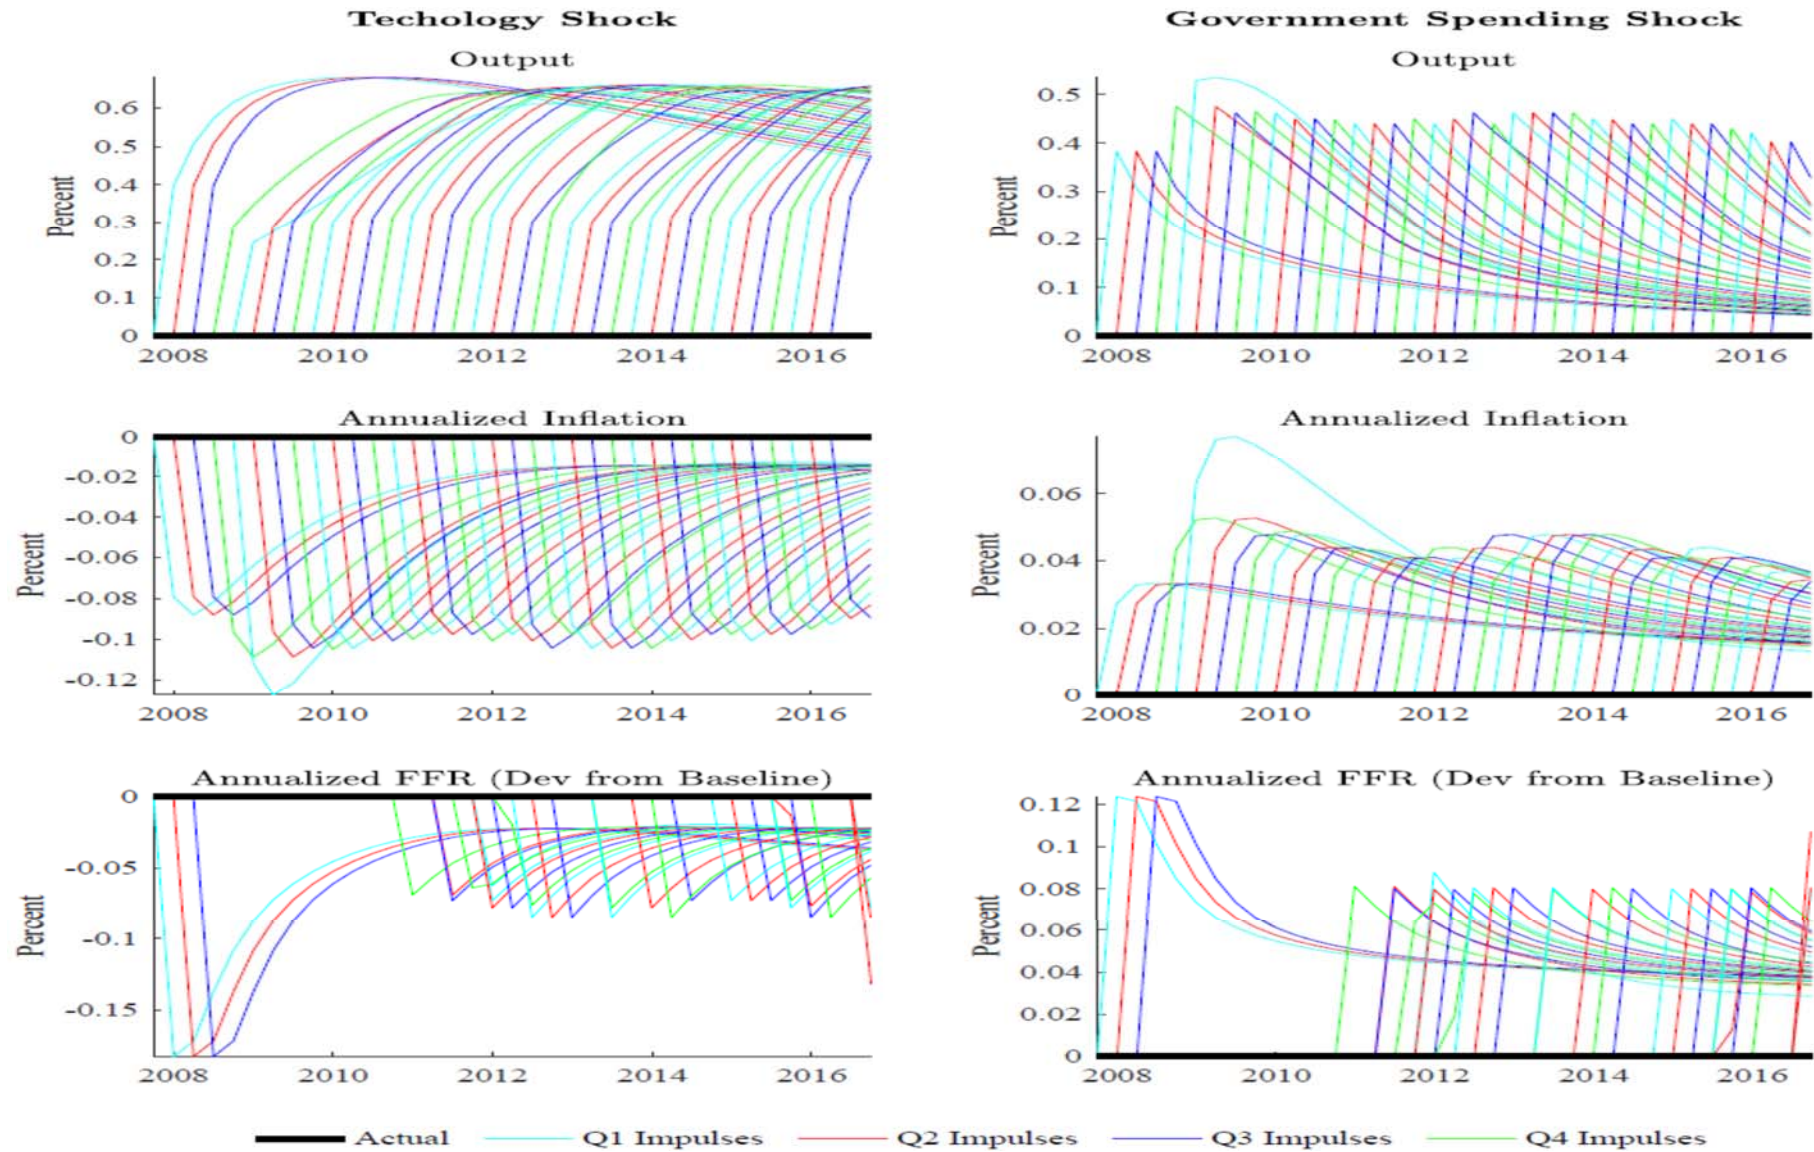 Techology Shock
Government Spending Shock
Output
Percent
0.6
0.5
0.4
0.3
0.2
0.1
0
2008 2010 2012 2014 2016
Output
Percent
0.5
0.4
0.3
0.2
0.1
0
2008 2010 2012 2014 2016
Annualized Inflation
Percent
0
-0.02
-0.04
-0.06
-0.08
-0.1
-0.12
2008 2010 2012 2014 2016
Annualized Inflation
Percent
0.06
0.04
0.02
0
2008 2010 2012 2014 2016
Annualized FFR (Dev from Baseline)
Percent
0
-0.05
-0.1
-0.15
2008 2010 2012 2014 2016
Annualized FFR (Dev from Baseline)
Percent
0.12
0.1
0.08
0.06
0.04
0.02
0
2008 2010 2012 2014 2016
Actual Q1 Impulses Q2 Impulses Q3 Impulses Q4 Impulses